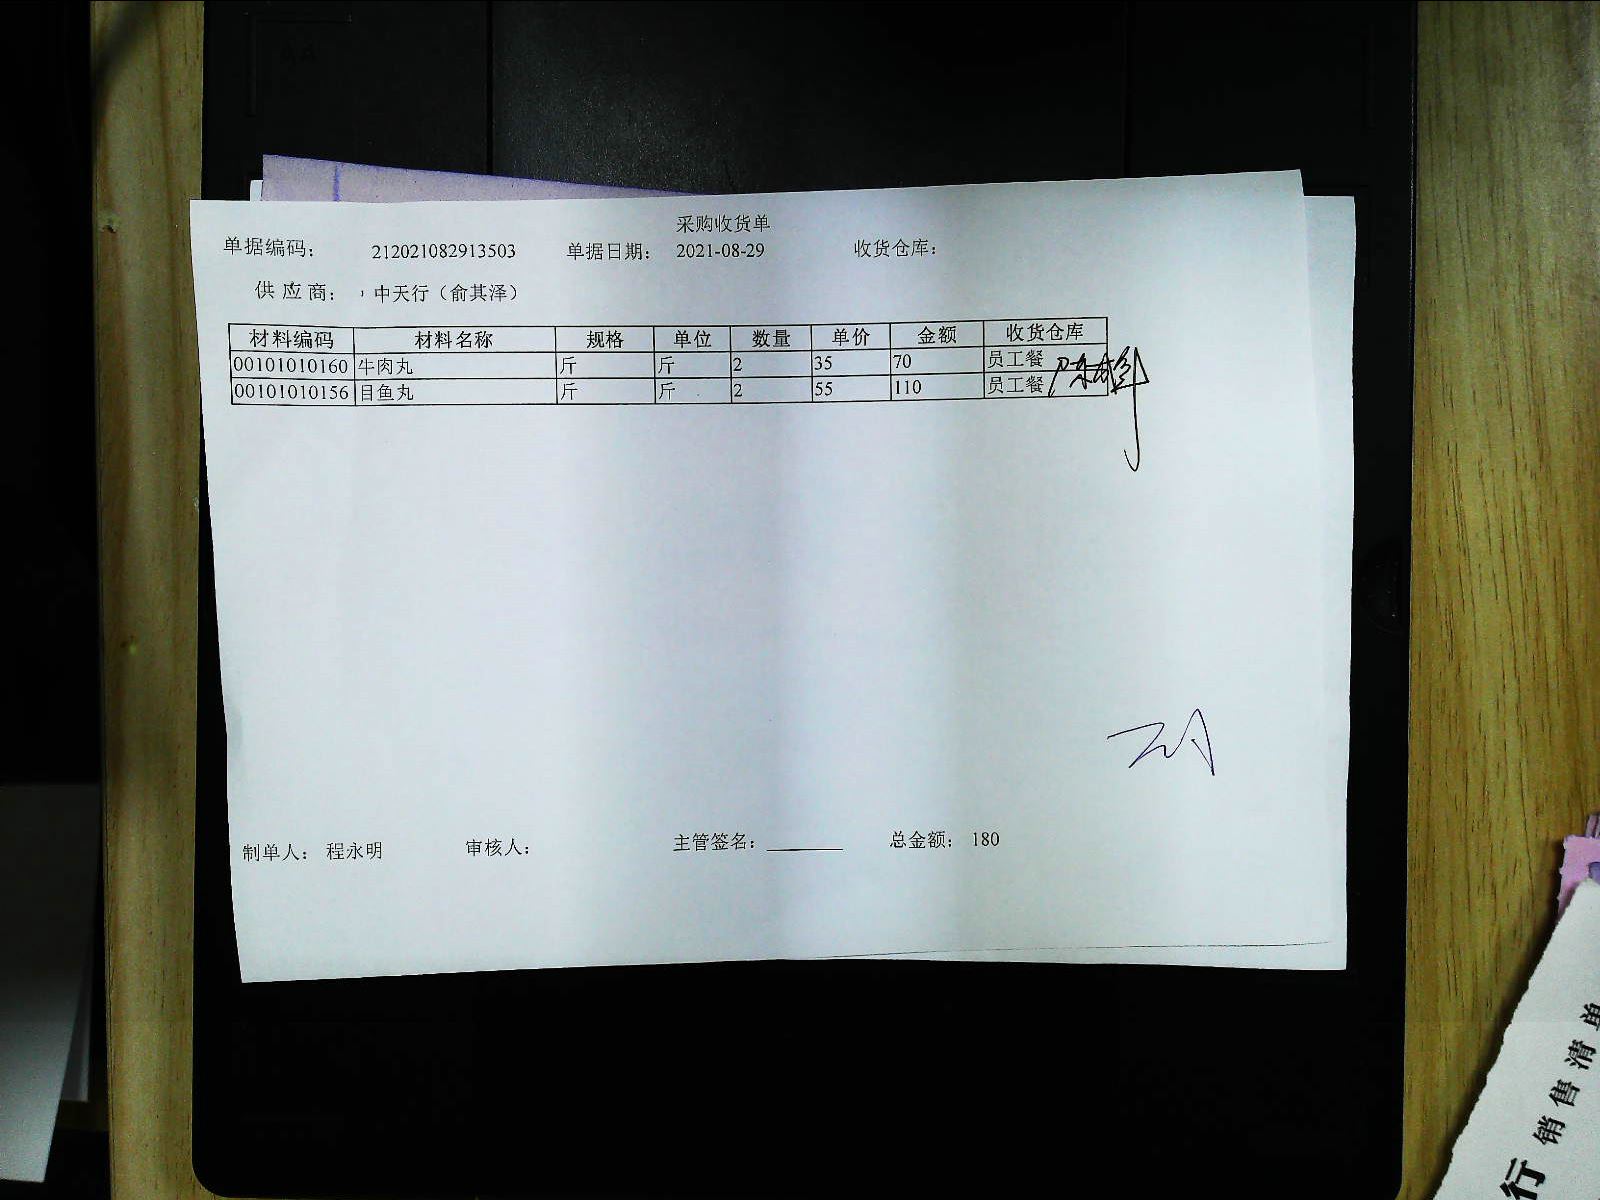 采购收货单
单据编码: 212021082913503 单据日期: 2021-08-29 收货仓库:
供应商: 中天行（俞其泽）
材料编码 材料名称 规格 单位 数量 单价 金额 收货仓库
00101010160 牛肉丸 斤 斤 2 35 70 员工餐
00101010156 目鱼丸 斤 斤 2 55 110 员工餐
制单人: 程永明 审核人: 主管签名: ______ 总金额: 180
销售清单
行